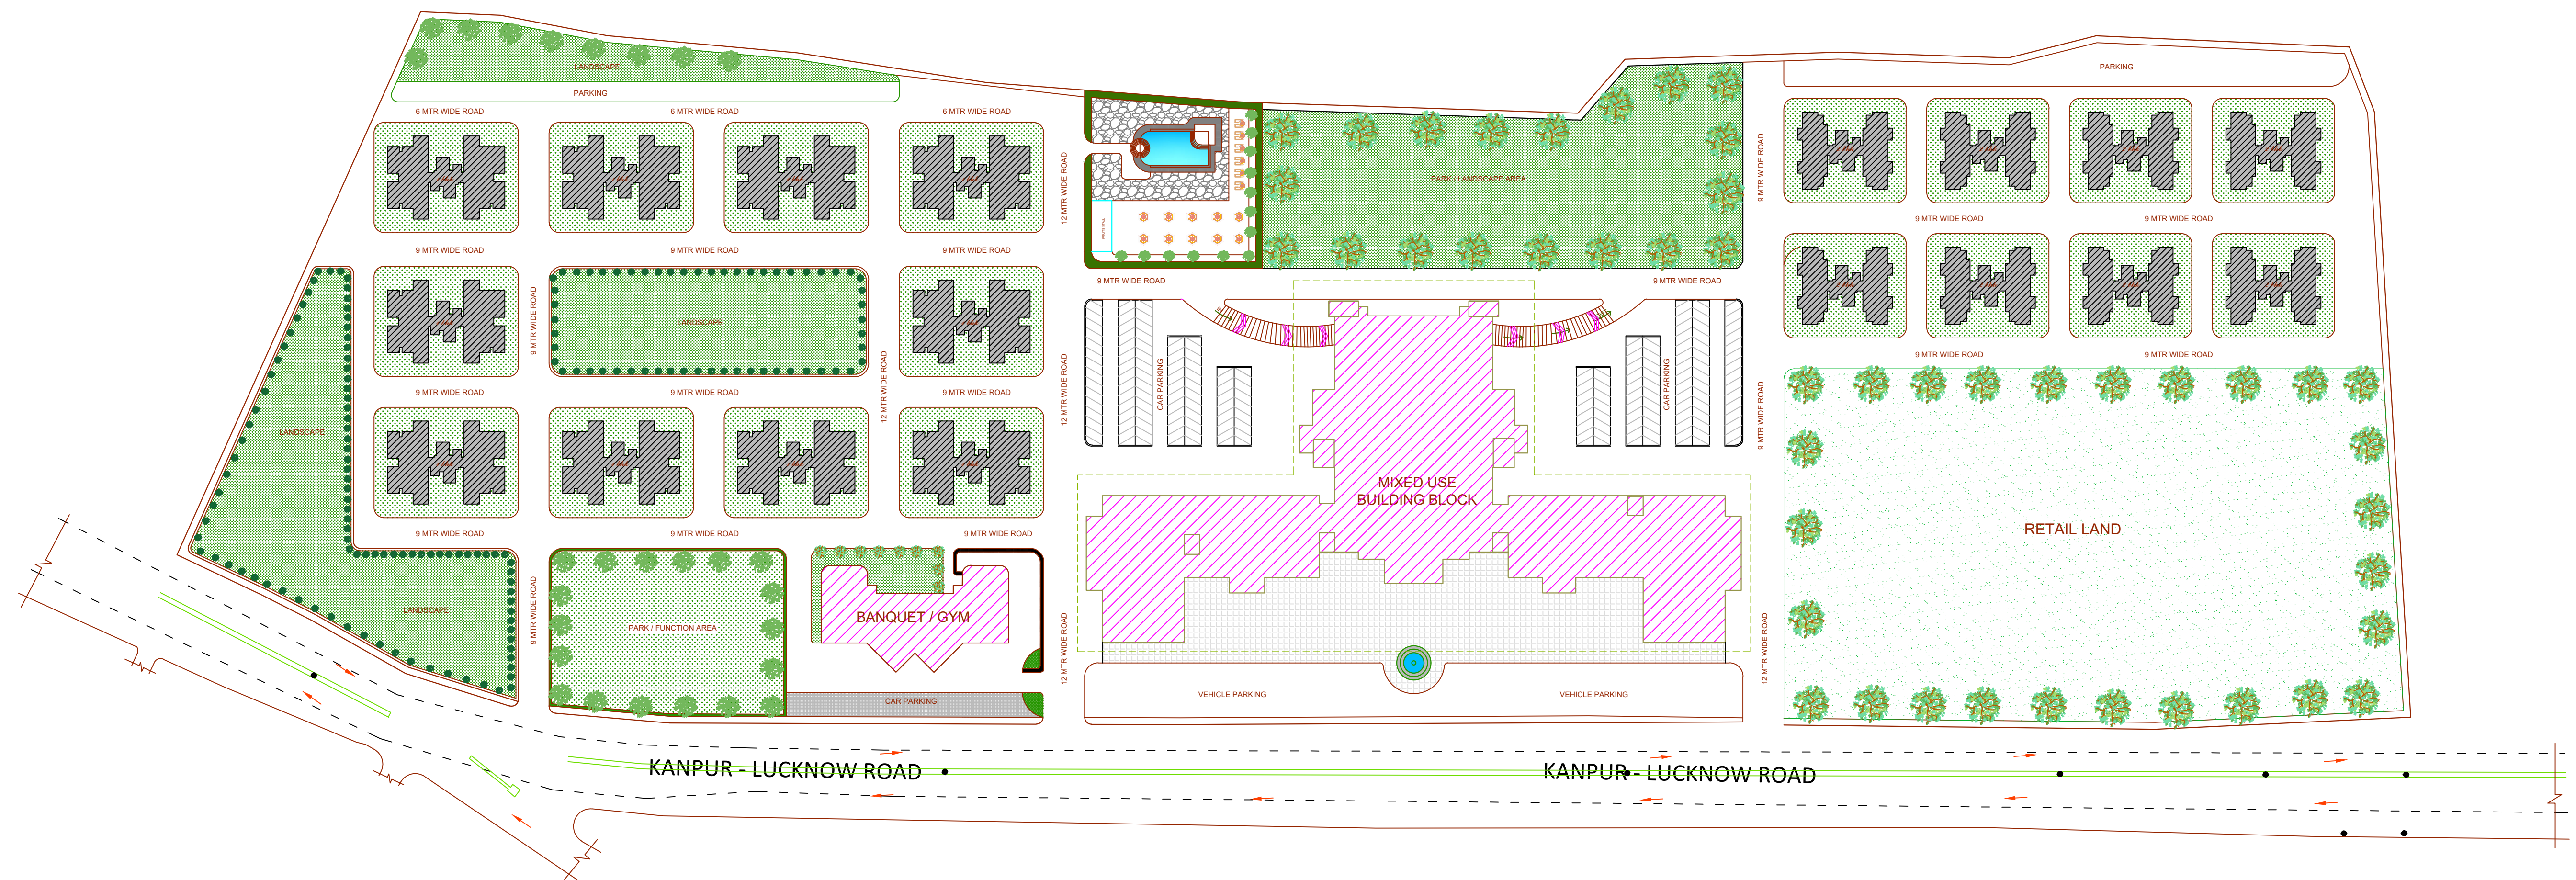 LANDSCAPE
PARKING
PARKING
6 MTR WIDE ROAD
6 MTR WIDE ROAD
6 MTR WIDE ROAD
12 MTR WIDE ROAD
PARK / LANDSCAPE AREA
9 MTR WIDE ROAD
9 MTR WIDE ROAD
9 MTR WIDE ROAD
9 MTR WIDE ROAD
9 MTR WIDE ROAD
9 MTR WIDE ROAD
9 MTR WIDE ROAD
9 MTR WIDE ROAD
9 MTR WIDE ROAD
LANDSCAPE
12 MTR WIDE ROAD
12 MTR WIDE ROAD
CAR PARKING
CAR PARKING
9 MTR WIDE ROAD
9 MTR WIDE ROAD
9 MTR WIDE ROAD
9 MTR WIDE ROAD
9 MTR WIDE ROAD
9 MTR WIDE ROAD
LANDSCAPE
MIXED USE
BUILDING BLOCK
RETAIL LAND
9 MTR WIDE ROAD
9 MTR WIDE ROAD
9 MTR WIDE ROAD
LANDSCAPE
9 MTR WIDE ROAD
PARK / FUNCTION AREA
BANQUET / GYM
12 MTR WIDE ROAD
12 MTR WIDE ROAD
CAR PARKING
VEHICLE PARKING
VEHICLE PARKING
KANPUR - LUCKNOW ROAD
KANPUR - LUCKNOW ROAD